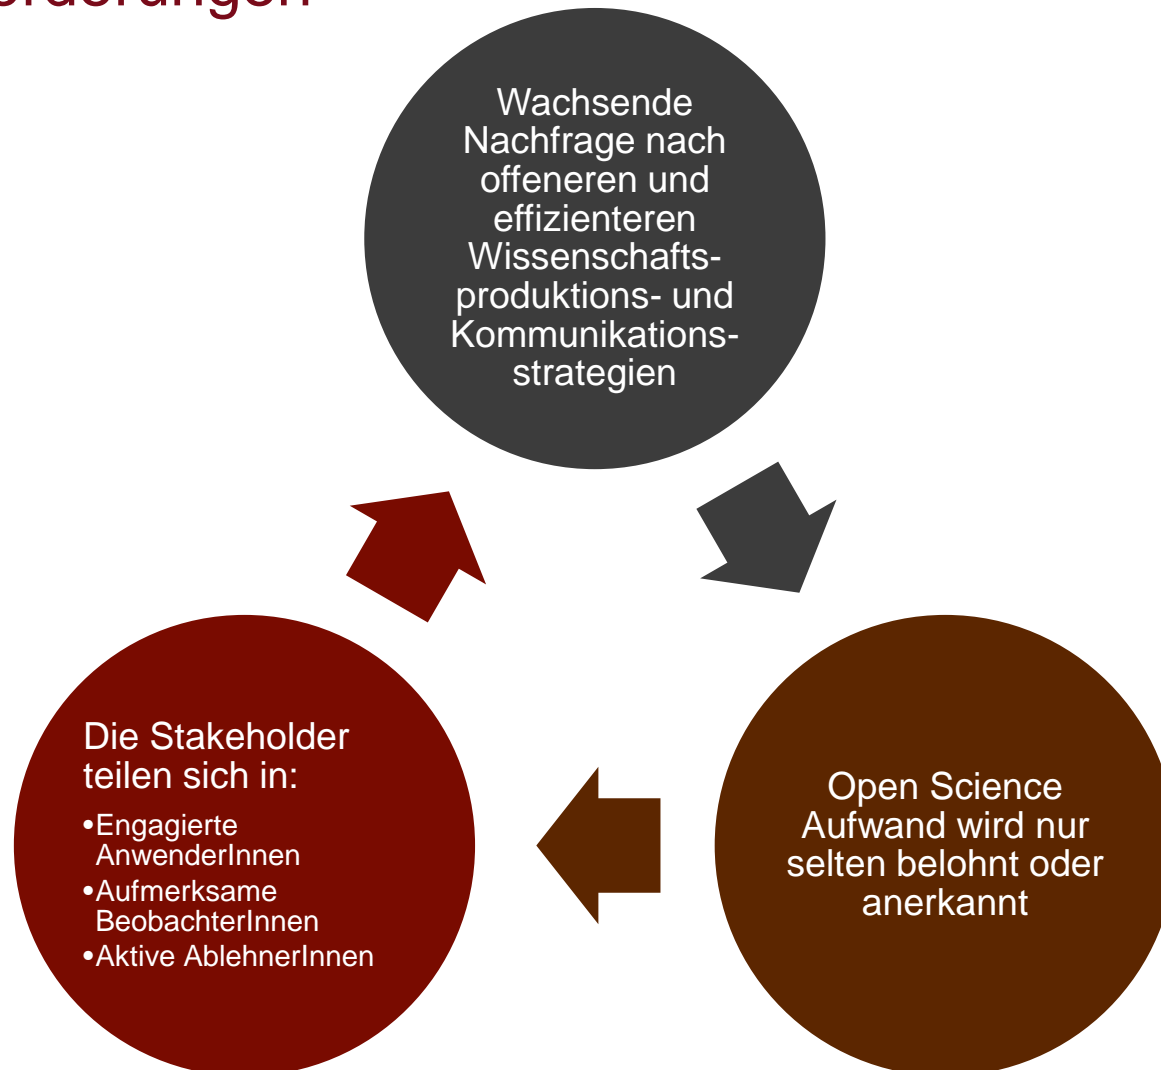 Wachsende
Nachfrage nach
offeneren und
effizienteren
Wissenschafts-
produktions- und
Kommunikations-
strategien
Die Stakeholder
teilen sich in:
•Engagierte
AnwenderInnen
•Aufmerksame
BeobachterInnen
•Aktive AblehnerInnen
Open Science
Aufwand wird nur
selten belohnt oder
anerkannt